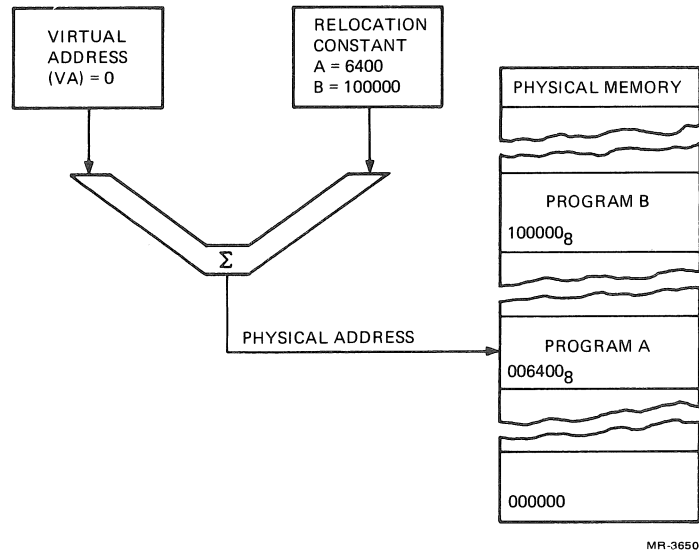 VIRTUAL
ADDRESS
(VA) = 0
RELOCATION
CONSTANT
A = 6400
B = 100000
PHYSICAL MEMORY
PROGRAM B
100000₈
Σ
PHYSICAL ADDRESS
PROGRAM A
006400₈
000000
MR-3650